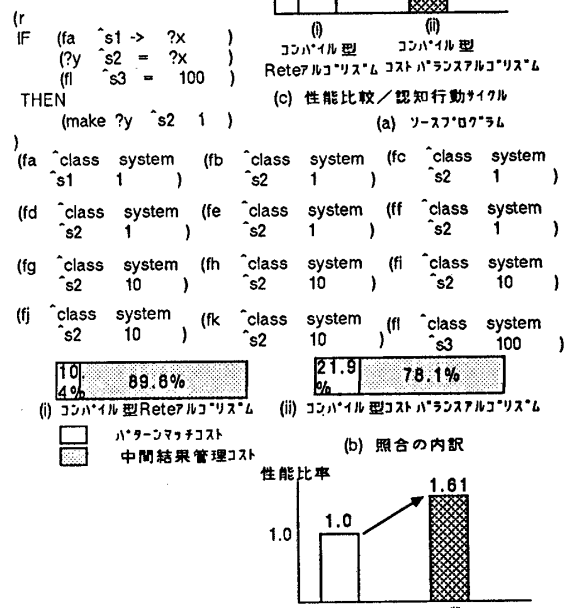 (r
IF (fa ^s1 -> ?x )
(?y ^s2 = ?x )
(fl ^s3 = 100 )
THEN
(make ?y ^s2 1 )
)
(i) (ii)
コンパイル型 コンパイル型
Reteアルゴリズム コストバランスアルゴリズム
(c) 性能比較/認知行動サイクル
(a) ソースプログラム
(fa ^class system (fb ^class system (fc ^class system
^s1 1 ) ^s2 1 ) ^s2 1 )
(fd ^class system (fe ^class system (ff ^class system
^s2 1 ) ^s2 1 ) ^s2 1 )
(fg ^class system (fh ^class system (fi ^class system
^s2 10 ) ^s2 10 ) ^s2 10 )
(fj ^class system (fk ^class system (fl ^class system
^s2 10 ) ^s2 10 ) ^s3 100 )
10. 89.6%
4%
21.9 78.1%
%
(i) コンパイル型Reteアルゴリズム (ii) コンパイル型コストバランスアルゴリズム
パターンマッチコスト
中間結果管理コスト
(b) 照合の内訳
性能比率
1.61
1.0 1.0